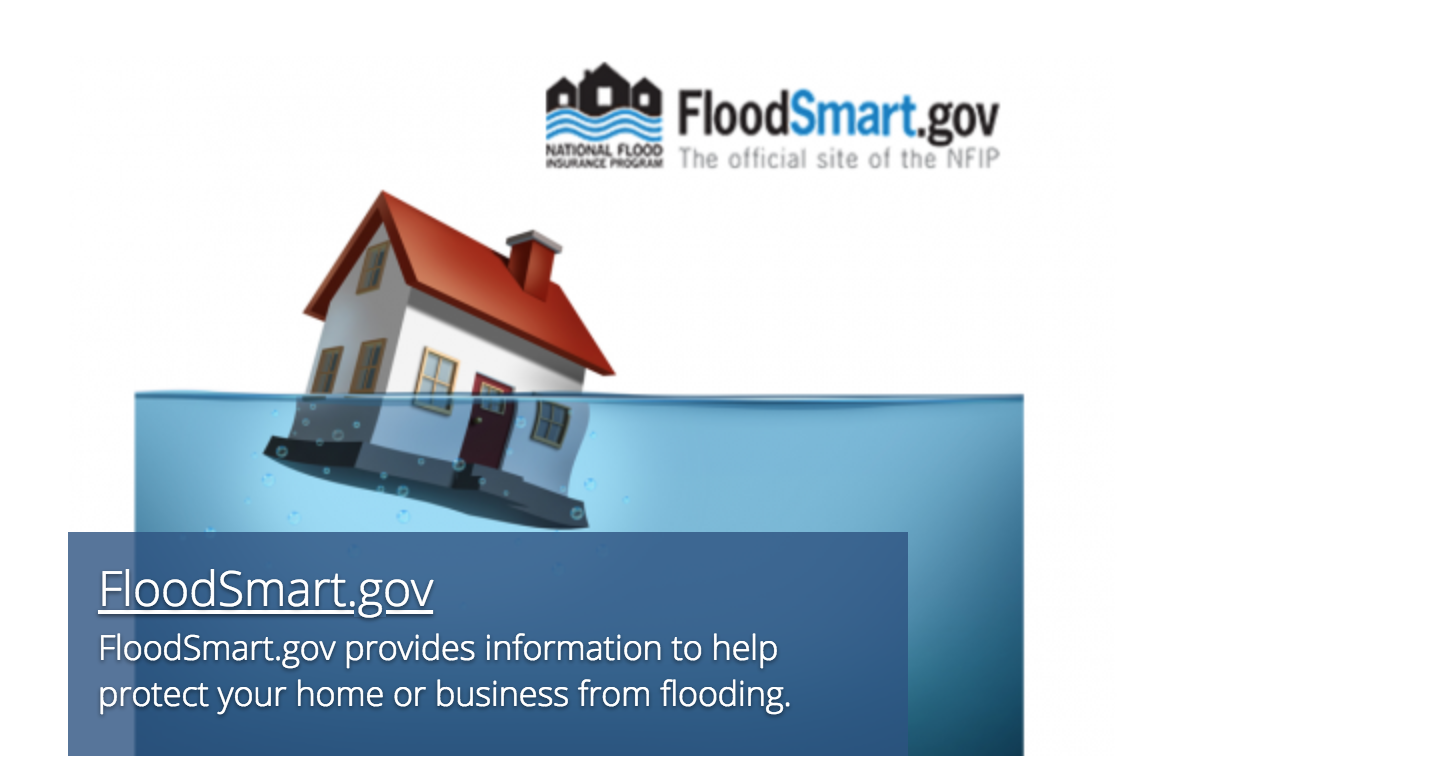 FloodSmart.gov
NATIONAL FLOOD
INSURANCE PROGRAM
The official site of the NFIP
FloodSmart.gov
FloodSmart.gov provides information to help
protect your home or business from flooding.